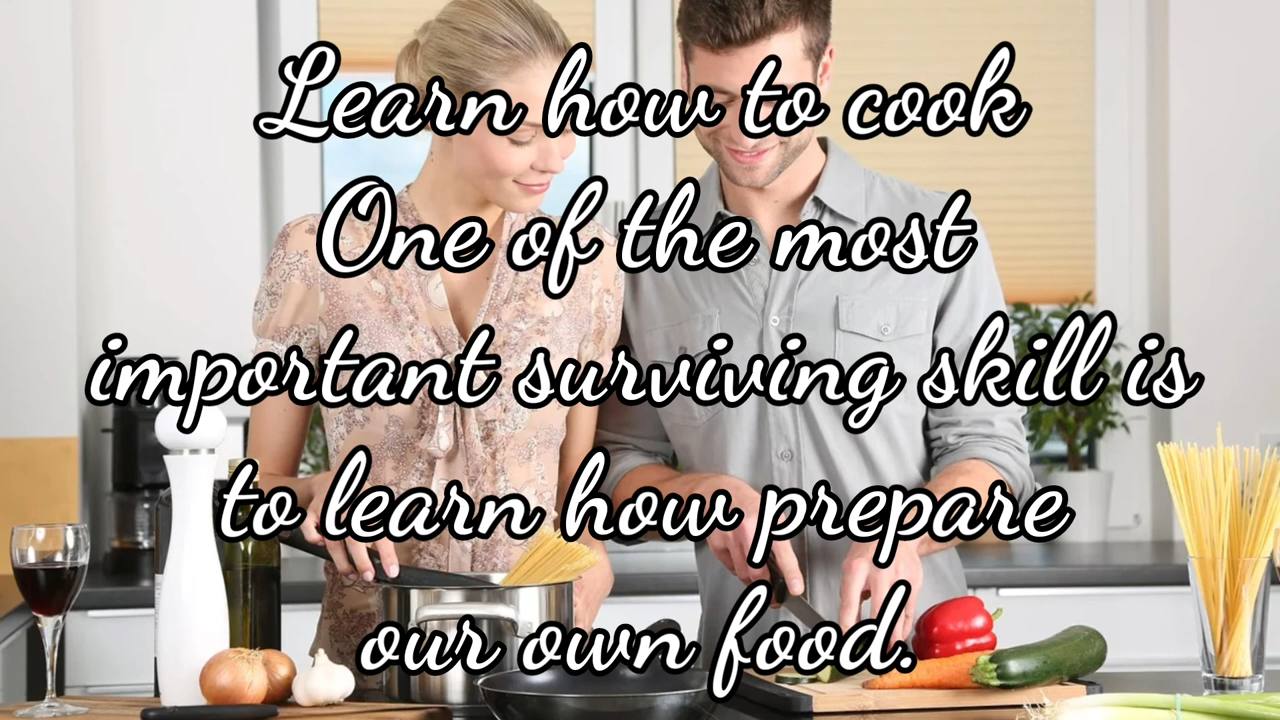 Learn how to cook
One of the most
important surviving skill is
to learn how prepare
our own food.